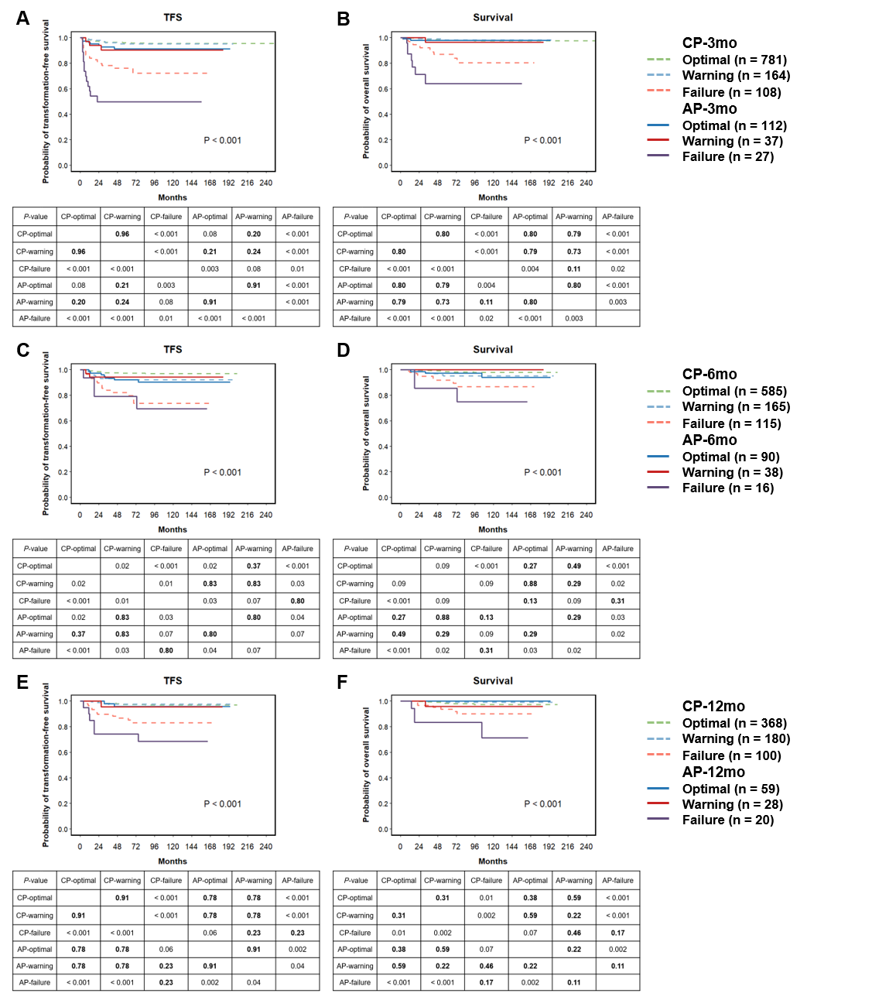 A
TFS
Probability of transformation-free survival
1.0
0.8
0.6
0.4
0.2
0.0
P < 0.001
0 24 48 72 96 120 144 168 192 216 240
Months
P-value CP-optimal CP-warning CP-failure AP-optimal AP-warning AP-failure
CP-optimal 0.96 < 0.001 0.08 0.20 < 0.001
CP-warning 0.96 < 0.001 0.21 0.24 < 0.001
CP-failure < 0.001 < 0.001 0.003 0.08 0.01
AP-optimal 0.08 0.21 0.003 0.91 < 0.001
AP-warning 0.20 0.24 0.08 0.91 < 0.001
AP-failure < 0.001 < 0.001 0.01 < 0.001 < 0.001
B
Survival
Probability of overall survival
1.0
0.8
0.6
0.4
0.2
0.0
P < 0.001
0 24 48 72 96 120 144 168 192 216 240
Months
P-value CP-optimal CP-warning CP-failure AP-optimal AP-warning AP-failure
CP-optimal 0.80 < 0.001 0.80 0.79 < 0.001
CP-warning 0.80 < 0.001 0.79 0.73 < 0.001
CP-failure < 0.001 < 0.001 0.004 0.11 0.02
AP-optimal 0.80 0.79 0.004 0.80 < 0.001
AP-warning 0.79 0.73 0.11 0.80 0.003
AP-failure < 0.001 < 0.001 0.02 < 0.001 0.003
CP-3mo
Optimal (n = 781)
Warning (n = 164)
Failure (n = 108)
AP-3mo
Optimal (n = 112)
Warning (n = 37)
Failure (n = 27)
C
TFS
Probability of transformation-free survival
1.0
0.8
0.6
0.4
0.2
0.0
P < 0.001
0 24 48 72 96 120 144 168 192 216 240
Months
P-value CP-optimal CP-warning CP-failure AP-optimal AP-warning AP-failure
CP-optimal 0.02 < 0.001 0.02 0.37 < 0.001
CP-warning 0.02 0.01 0.83 0.83 0.03
CP-failure < 0.001 0.01 0.03 0.07 0.80
AP-optimal 0.02 0.83 0.03 0.80 0.04
AP-warning 0.37 0.83 0.07 0.80 0.07
AP-failure < 0.001 0.03 0.80 0.04 0.07
D
Survival
Probability of overall survival
1.0
0.8
0.6
0.4
0.2
0.0
P < 0.001
0 24 48 72 96 120 144 168 192 216 240
Months
P-value CP-optimal CP-warning CP-failure AP-optimal AP-warning AP-failure
CP-optimal 0.09 < 0.001 0.27 0.49 < 0.001
CP-warning 0.09 0.09 0.88 0.29 0.02
CP-failure < 0.001 0.09 0.13 0.09 0.31
AP-optimal 0.27 0.88 0.13 0.29 0.03
AP-warning 0.49 0.29 0.09 0.29 0.02
AP-failure < 0.001 0.02 0.31 0.03 0.02
CP-6mo
Optimal (n = 585)
Warning (n = 165)
Failure (n = 115)
AP-6mo
Optimal (n = 90)
Warning (n = 38)
Failure (n = 16)
E
TFS
Probability of transformation-free survival
1.0
0.8
0.6
0.4
0.2
0.0
P < 0.001
0 24 48 72 96 120 144 168 192 216 240
Months
P-value CP-optimal CP-warning CP-failure AP-optimal AP-warning AP-failure
CP-optimal 0.91 < 0.001 0.78 0.78 < 0.001
CP-warning 0.91 < 0.001 0.78 0.78 < 0.001
CP-failure < 0.001 < 0.001 0.06 0.23 0.23
AP-optimal 0.78 0.78 0.06 0.91 0.002
AP-warning 0.78 0.78 0.23 0.91 0.04
AP-failure < 0.001 < 0.001 0.23 0.002 0.04
F
Survival
Probability of overall survival
1.0
0.8
0.6
0.4
0.2
0.0
P < 0.001
0 24 48 72 96 120 144 168 192 216 240
Months
P-value CP-optimal CP-warning CP-failure AP-optimal AP-warning AP-failure
CP-optimal 0.31 0.01 0.38 0.59 < 0.001
CP-warning 0.31 0.002 0.59 0.22 < 0.001
CP-failure 0.01 0.002 0.07 0.46 0.17
AP-optimal 0.38 0.59 0.07 0.22 0.002
AP-warning 0.59 0.22 0.46 0.22 0.11
AP-failure < 0.001 < 0.001 0.17 0.002 0.11
CP-12mo
Optimal (n = 368)
Warning (n = 180)
Failure (n = 100)
AP-12mo
Optimal (n = 59)
Warning (n = 28)
Failure (n = 20)